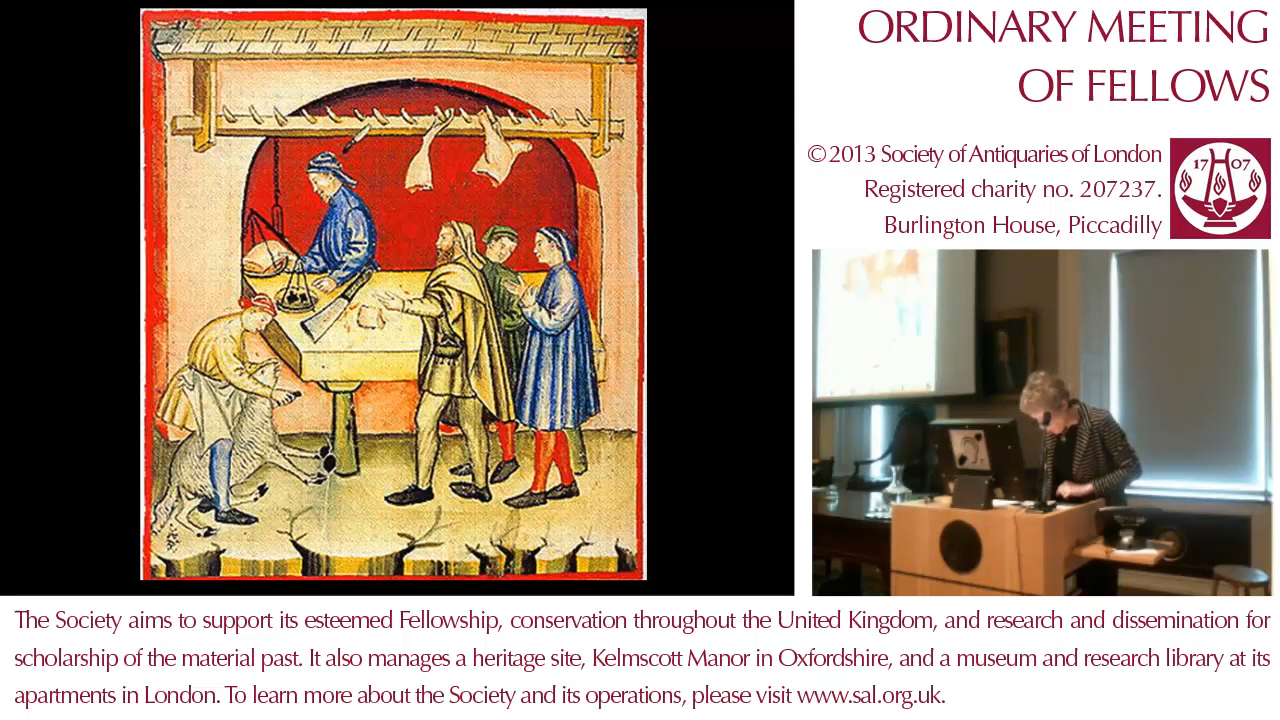 ORDINARY MEETING
OF FELLOWS
© 2013 Society of Antiquaries of London
Registered charity no. 207237.
Burlington House, Piccadilly
17 07
The Society aims to support its esteemed Fellowship, conservation throughout the United Kingdom, and research and dissemination for
scholarship of the material past. It also manages a heritage site, Kelmscott Manor in Oxfordshire, and a museum and research library at its
apartments in London. To learn more about the Society and its operations, please visit www.sal.org.uk.